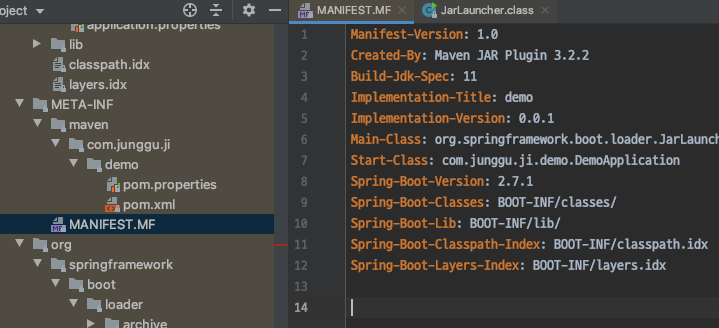 oject
MANIFEST.MF
JarLauncher.class
application.properties
lib
classpath.idx
layers.idx
META-INF
maven
com.junggu.ji
demo
pom.properties
pom.xml
MANIFEST.MF
org
springframework
boot
loader
archive
1 Manifest-Version: 1.0
2 Created-By: Maven JAR Plugin 3.2.2
3 Build-Jdk-Spec: 11
4 Implementation-Title: demo
5 Implementation-Version: 0.0.1
6 Main-Class: org.springframework.boot.loader.JarLaunche
7 Start-Class: com.junggu.ji.demo.DemoApplication
8 Spring-Boot-Version: 2.7.1
9 Spring-Boot-Classes: BOOT-INF/classes/
10 Spring-Boot-Lib: BOOT-INF/lib/
11 Spring-Boot-Classpath-Index: BOOT-INF/classpath.idx
12 Spring-Boot-Layers-Index: BOOT-INF/layers.idx
13
14